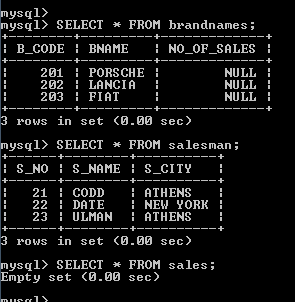 mysql>
mysql> SELECT * FROM brandnames;
+--------+---------+-------------+
¦ B_CODE ¦ BNAME ¦ NO_OF_SALES ¦
+--------+---------+-------------+
¦ 201 ¦ PORSCHE ¦ NULL ¦
¦ 202 ¦ LANCIA ¦ NULL ¦
¦ 203 ¦ FIAT ¦ NULL ¦
+--------+---------+-------------+
3 rows in set (0.00 sec)
mysql> SELECT * FROM salesman;
+------+--------+----------+
¦ S_NO ¦ S_NAME ¦ S_CITY ¦
+------+--------+----------+
¦ 21 ¦ CODD ¦ ATHENS ¦
¦ 22 ¦ DATE ¦ NEW YORK ¦
¦ 23 ¦ ULMAN ¦ ATHENS ¦
+------+--------+----------+
3 rows in set (0.00 sec)
mysql> SELECT * FROM sales;
Empty set (0.00 sec)
mysql>